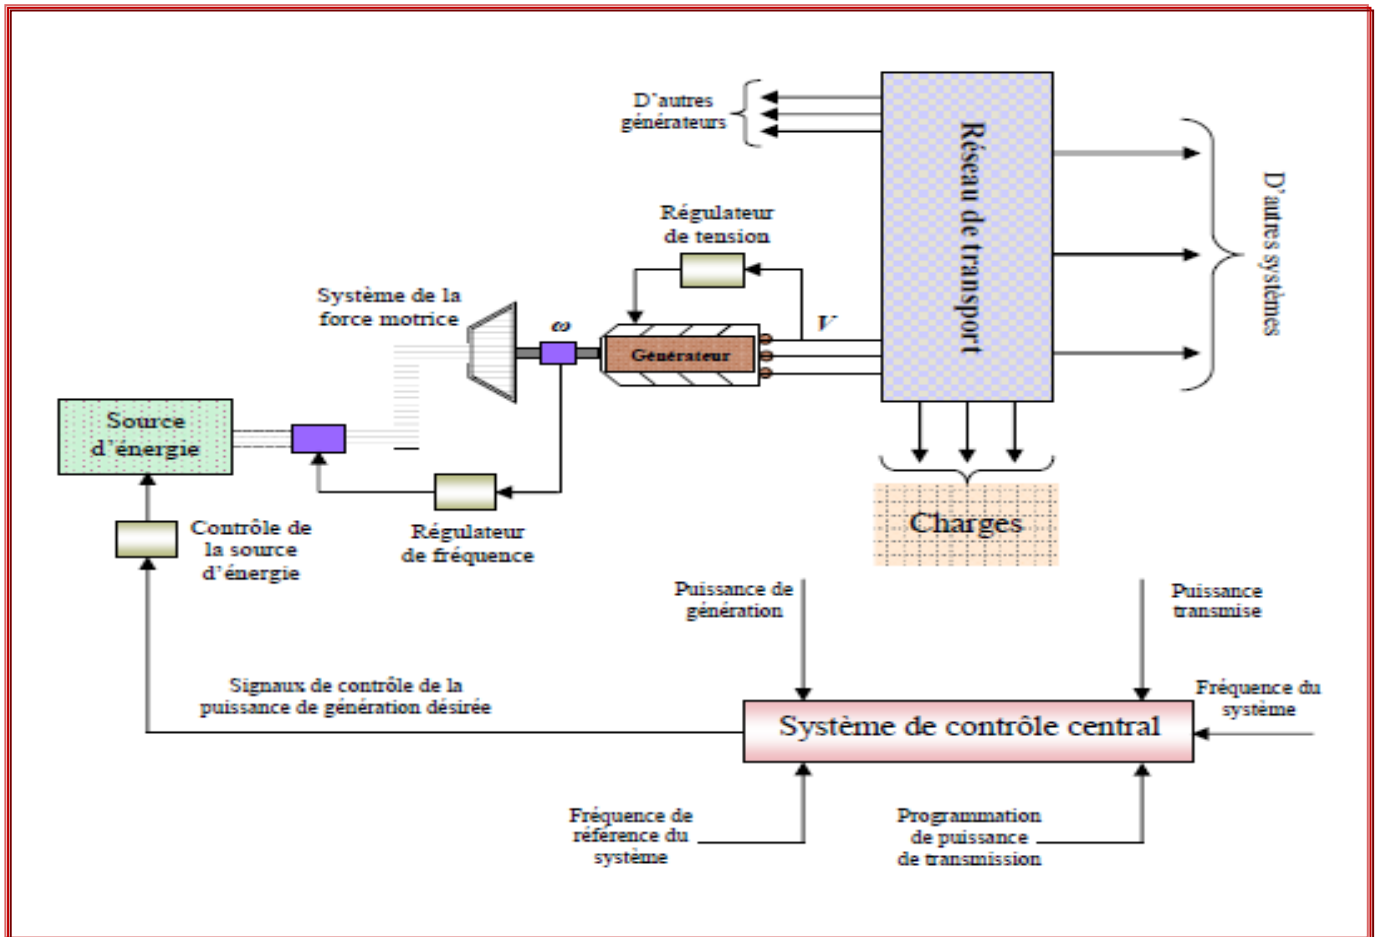 D'autres
générateurs
Réseau de transport
D'autres systèmes
Régulateur
de tension
Système de la
force motrice
ω
V
Générateur
Source
d'énergie
Contrôle de
la source
d'énergie
Régulateur
de fréquence
Charges
Puissance de
génération
Puissance
transmise
Signaux de contrôle de la
puissance de génération désirée
Fréquence du
système
Système de contrôle central
Fréquence de
référence du
système
Programmation
de puissance
de transmission